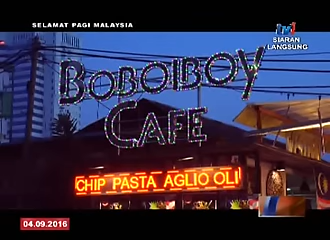 SELAMAT PAGI MALAYSIA
tv1
SIARAN
LANGSUNG
BOBOIBOY
CAFE
CHIP PASTA AGLIO OLI
04.09.2016